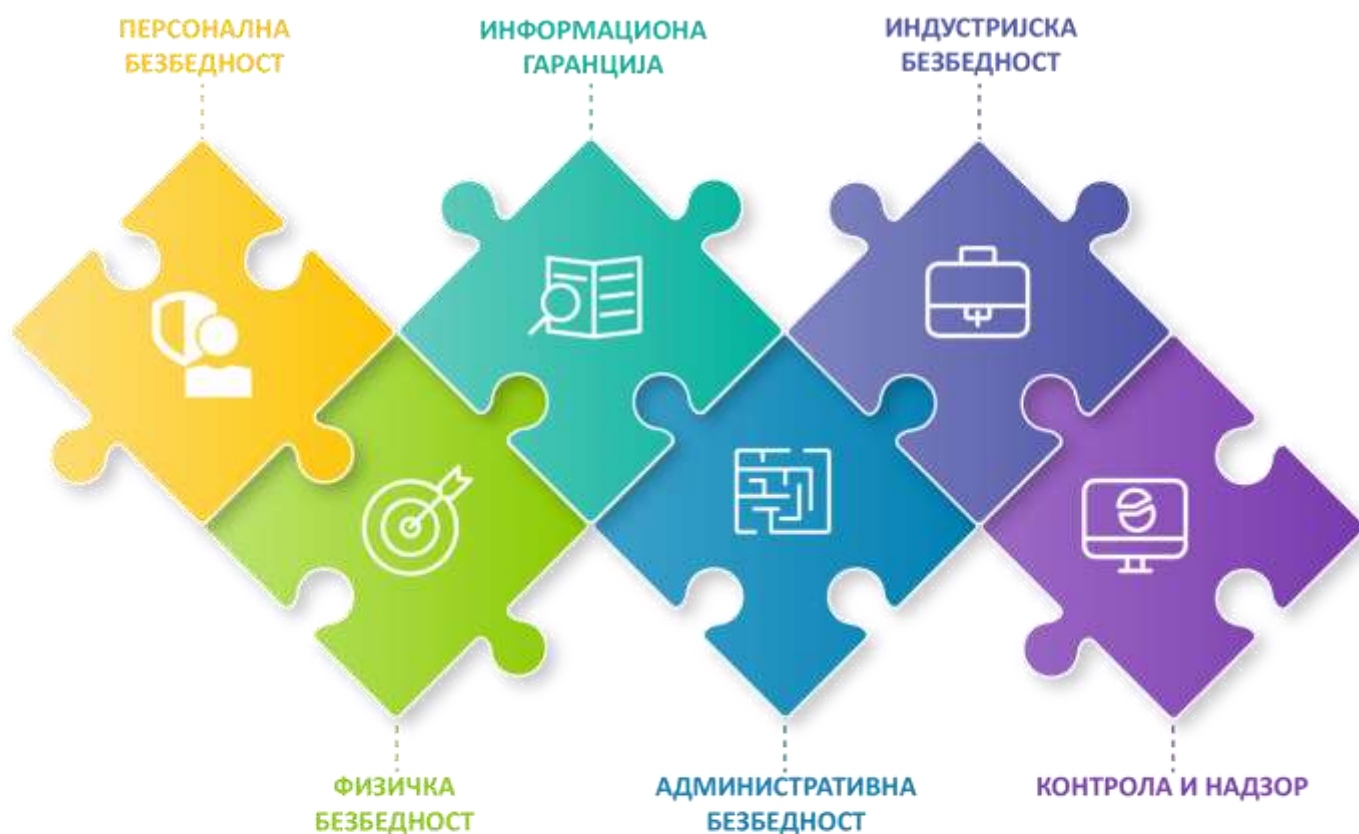 ПЕРСОНАЛНА
БЕЗБЕДНОСТ
ИНФОРМАЦИОНА
ГАРАНЦИЈА
ИНДУСТРИЈСКА
БЕЗБЕДНОСТ
ФИЗИЧКА
БЕЗБЕДНОСТ
АДМИНИСТРАТИВНА
БЕЗБЕДНОСТ
КОНТРОЛА И НАДЗОР